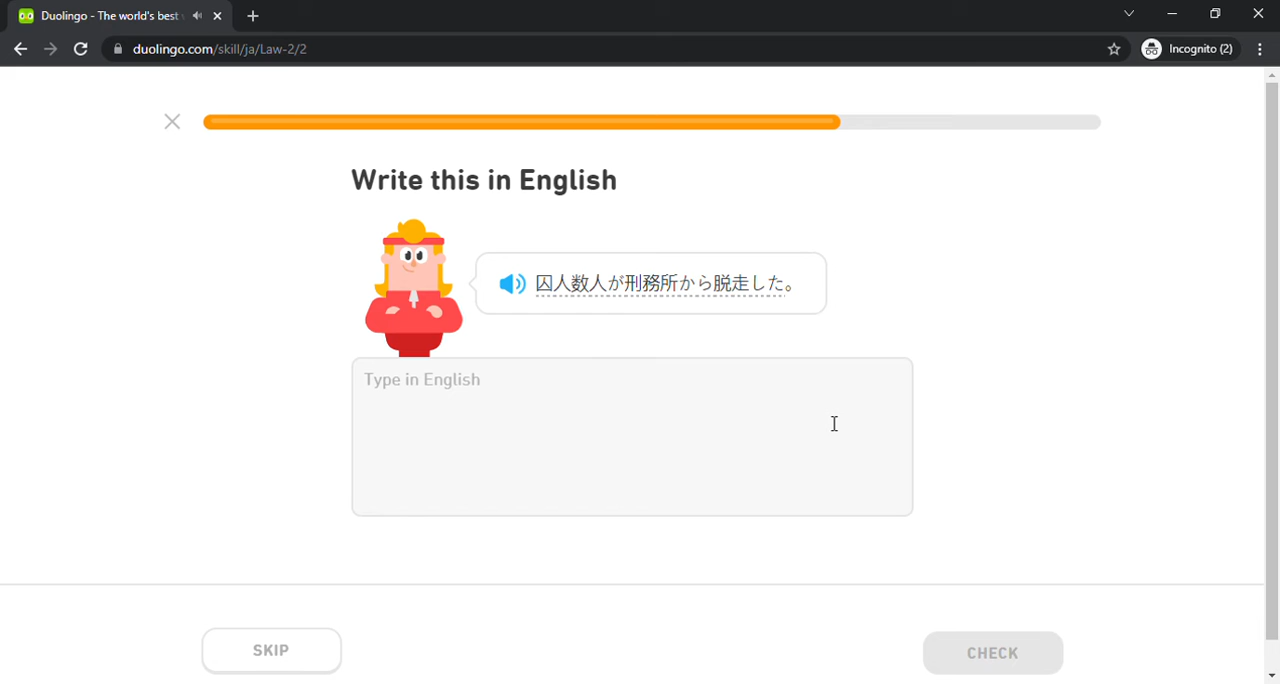 Duolingo - The world's best
duolingo.com/skill/ja/Law-2/2
Incognito (2)
Write this in English
囚人数人が刑務所から脱走した。
Type in English
SKIP
CHECK